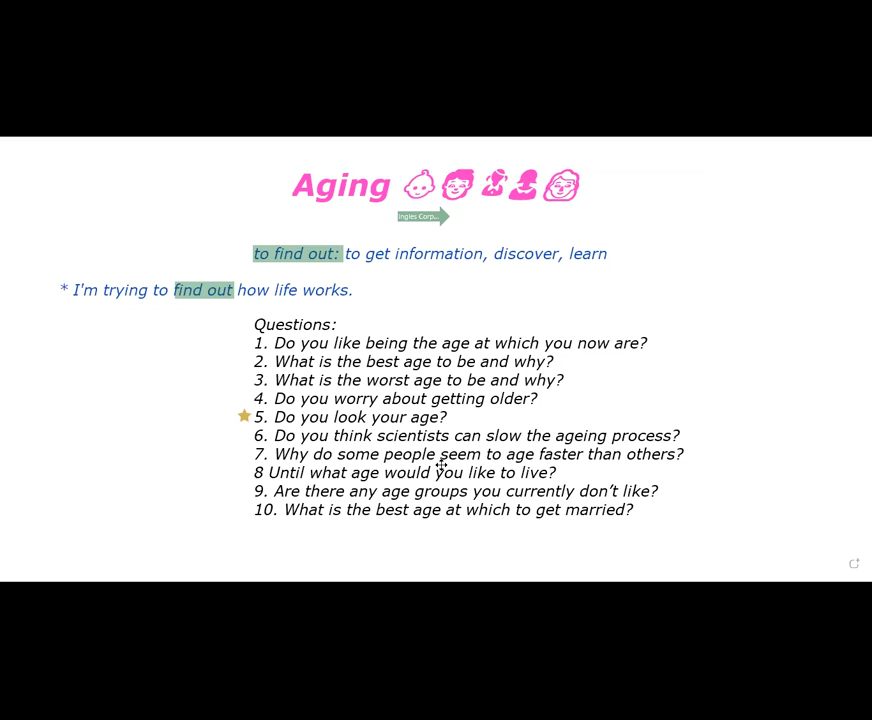 Aging
Ingles Corp...
to find out: to get information, discover, learn
* I'm trying to find out how life works.
Questions:
1. Do you like being the age at which you now are?
2. What is the best age to be and why?
3. What is the worst age to be and why?
4. Do you worry about getting older?
5. Do you look your age?
6. Do you think scientists can slow the ageing process?
7. Why do some people seem to age faster than others?
8 Until what age would you like to live?
9. Are there any age groups you currently don’t like?
10. What is the best age at which to get married?